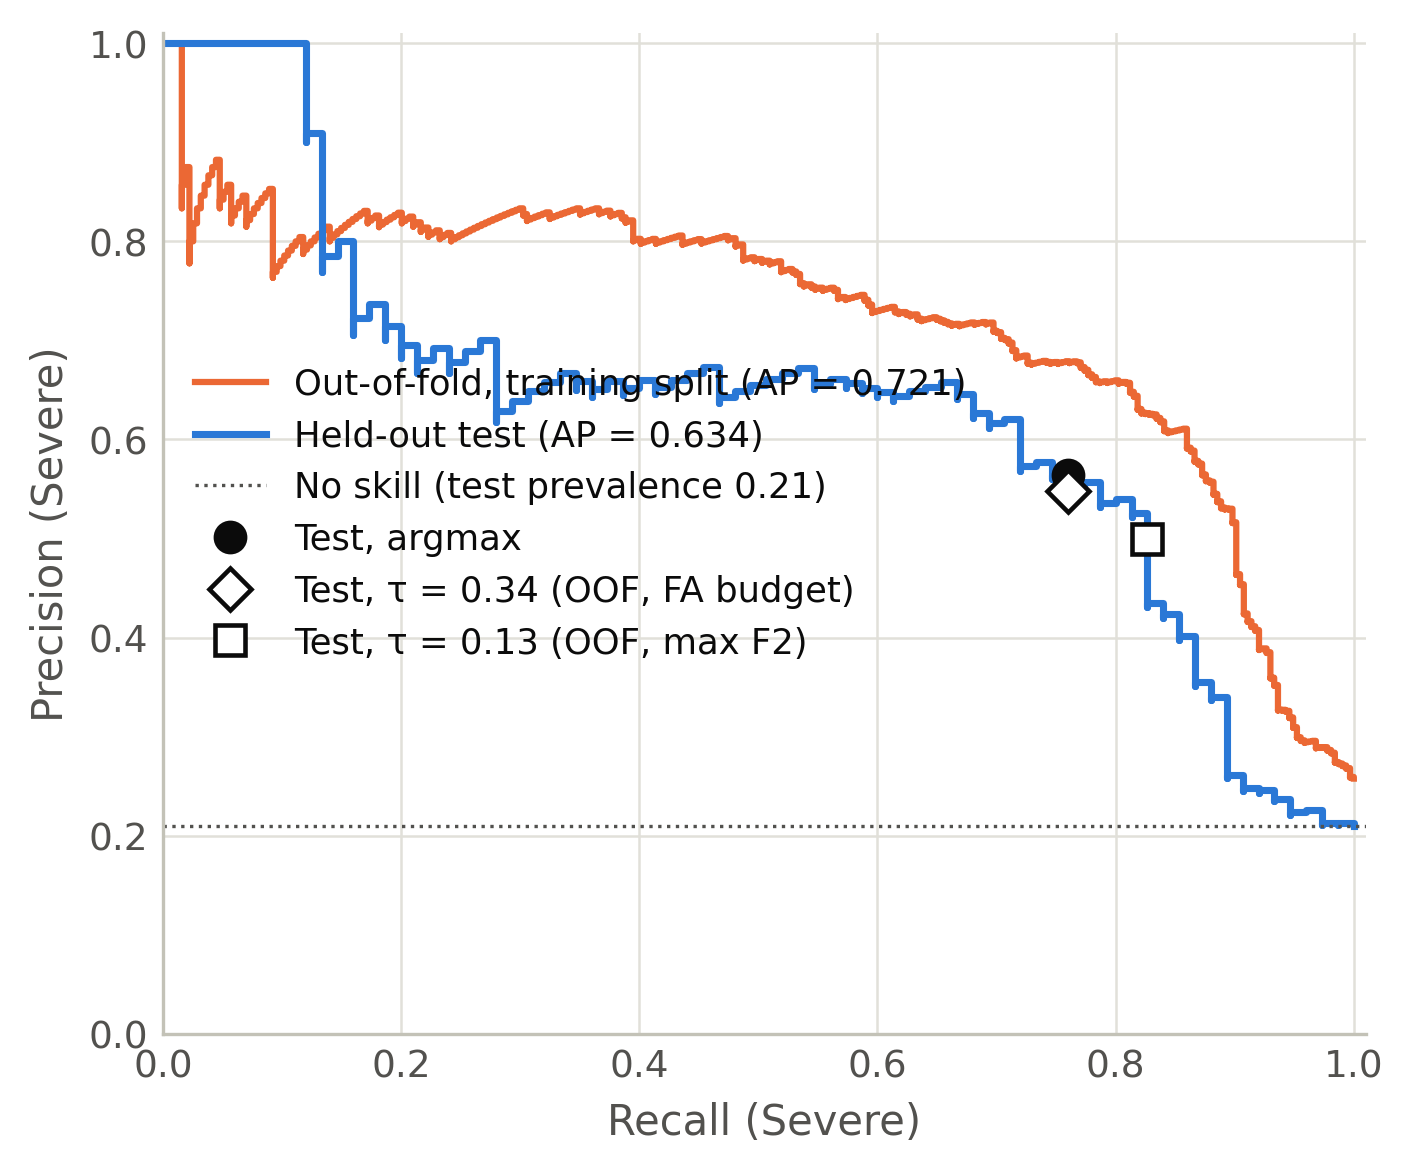 1.0
0.8
0.6
0.4
0.2
0.0
Precision (Severe)
Out-of-fold, training split (AP = 0.721)
Held-out test (AP = 0.634)
No skill (test prevalence 0.21)
Test, argmax
Test, τ = 0.34 (OOF, FA budget)
Test, τ = 0.13 (OOF, max F2)
0.0 0.2 0.4 0.6 0.8 1.0
Recall (Severe)